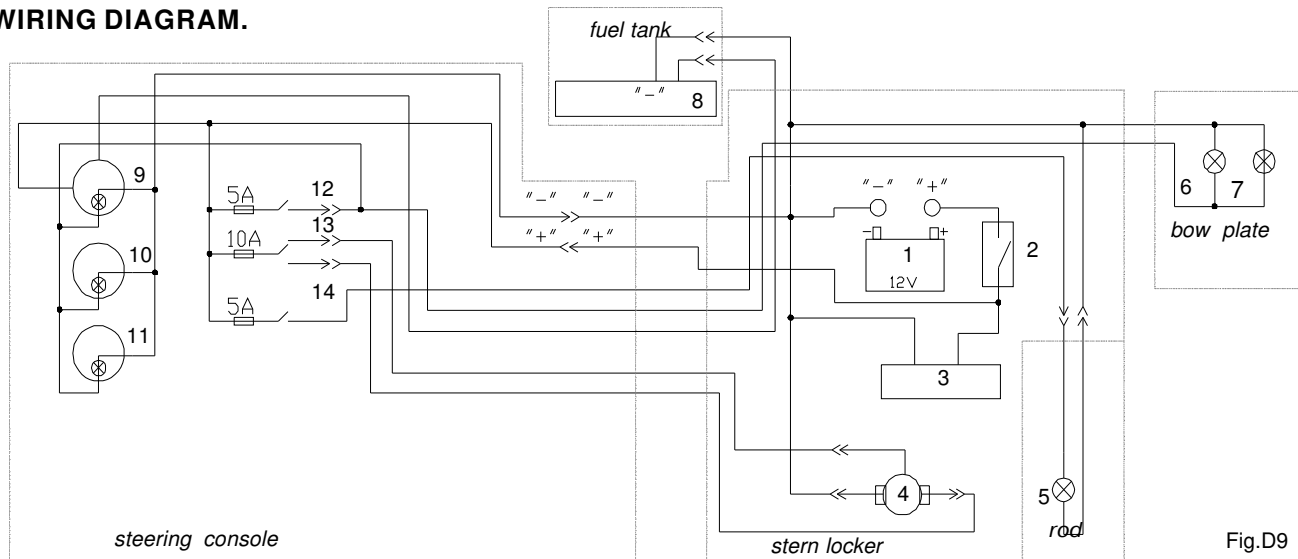 WIRING DIAGRAM.
fuel tank
"-"
8
9
10
11
5A
12
10A
13
5A
14
"-" "-"
"+" "+"
"-" "+"
- +
1
12V
2
3
4
5
rod
6
7
bow plate
steering console
stern locker
Fig.D9